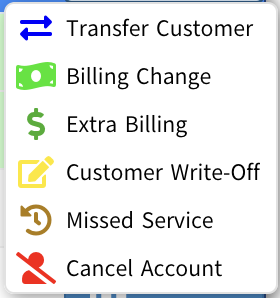 Transfer Customer
Billing Change
Extra Billing
Customer Write-Off
Missed Service
Cancel Account